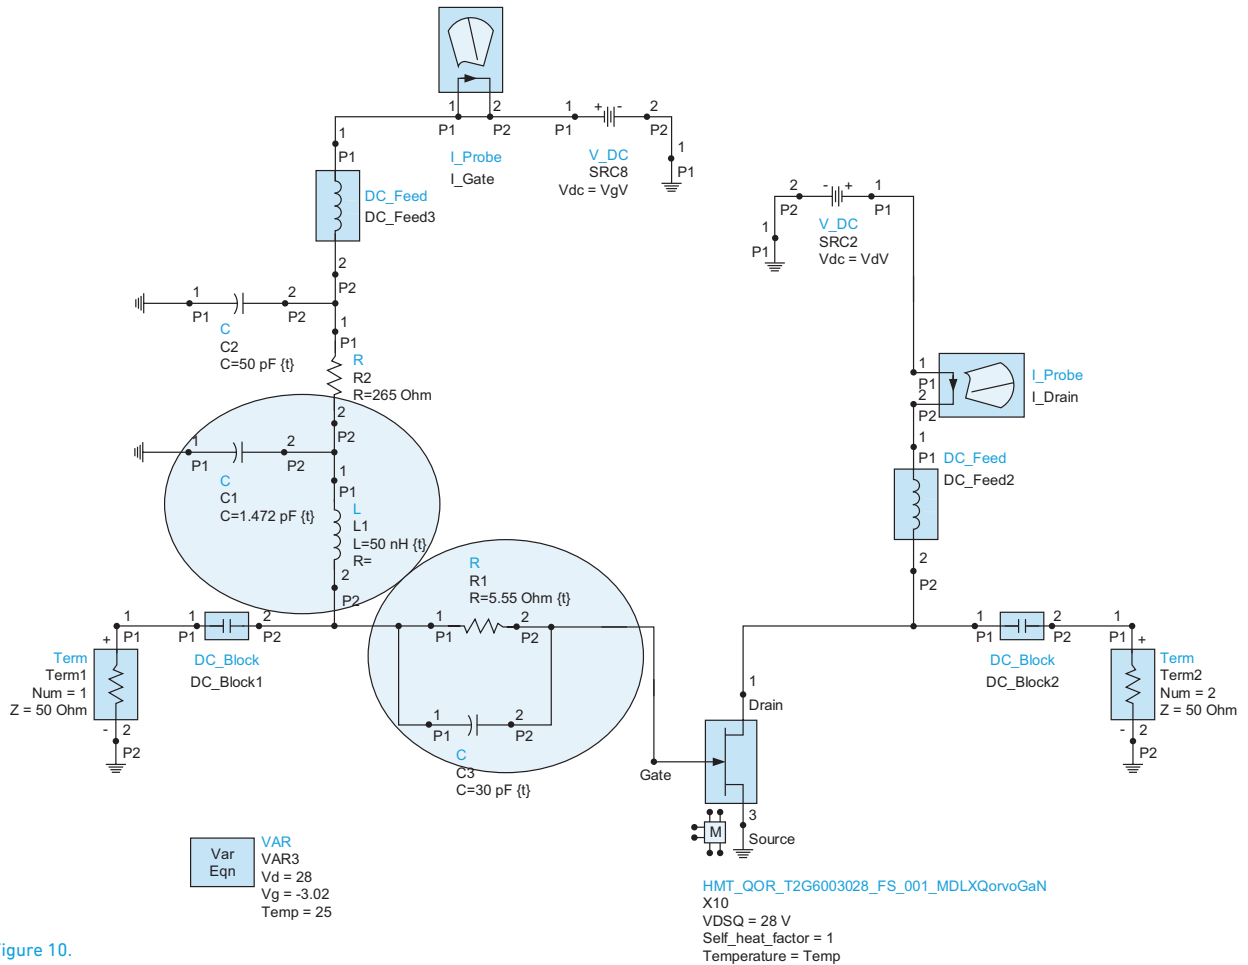 1 2
P1 P2
I_Probe
I_Gate
1 + - 2
P1 P2
V_DC
SRC8
Vdc = VgV
1
P1
1
P1
DC_Feed
DC_Feed3
2
P2
1 2
P1 P2
C
C2
C=50 pF {t}
1
P1
R
R2
R=265 Ohm
2
P2
1 2
P1 P2
C
C1
C=1.472 pF {t}
1
P1
L
L1
L=50 nH {t}
R=
2
P2
2 - + 1
P2 P1
V_DC
SRC2
Vdc = VdV
1
P1
1
P1
2
P2
I_Probe
I_Drain
1
P1
DC_Feed
DC_Feed2
2
P2
1
P1
+
Term
Term1
Num = 1
Z = 50 Ohm
- 2
P2
1 2
P1 P2
DC_Block
DC_Block1
R
R1
R=5.55 Ohm {t}
1 2
P1 P2
1 2
P1 P2
C
C3
C=30 pF {t}
1
Drain
Gate
3
Source
M
1 2
P1 P2
DC_Block
DC_Block2
1
P1
+
Term
Term2
Num = 2
Z = 50 Ohm
- 2
P2
Var
Eqn
VAR
VAR3
Vd = 28
Vg = -3.02
Temp = 25
HMT_QOR_T2G6003028_FS_001_MDLXQorvoGaN
X10
VDSQ = 28 V
Self_heat_factor = 1
Temperature = Temp
igure 10.